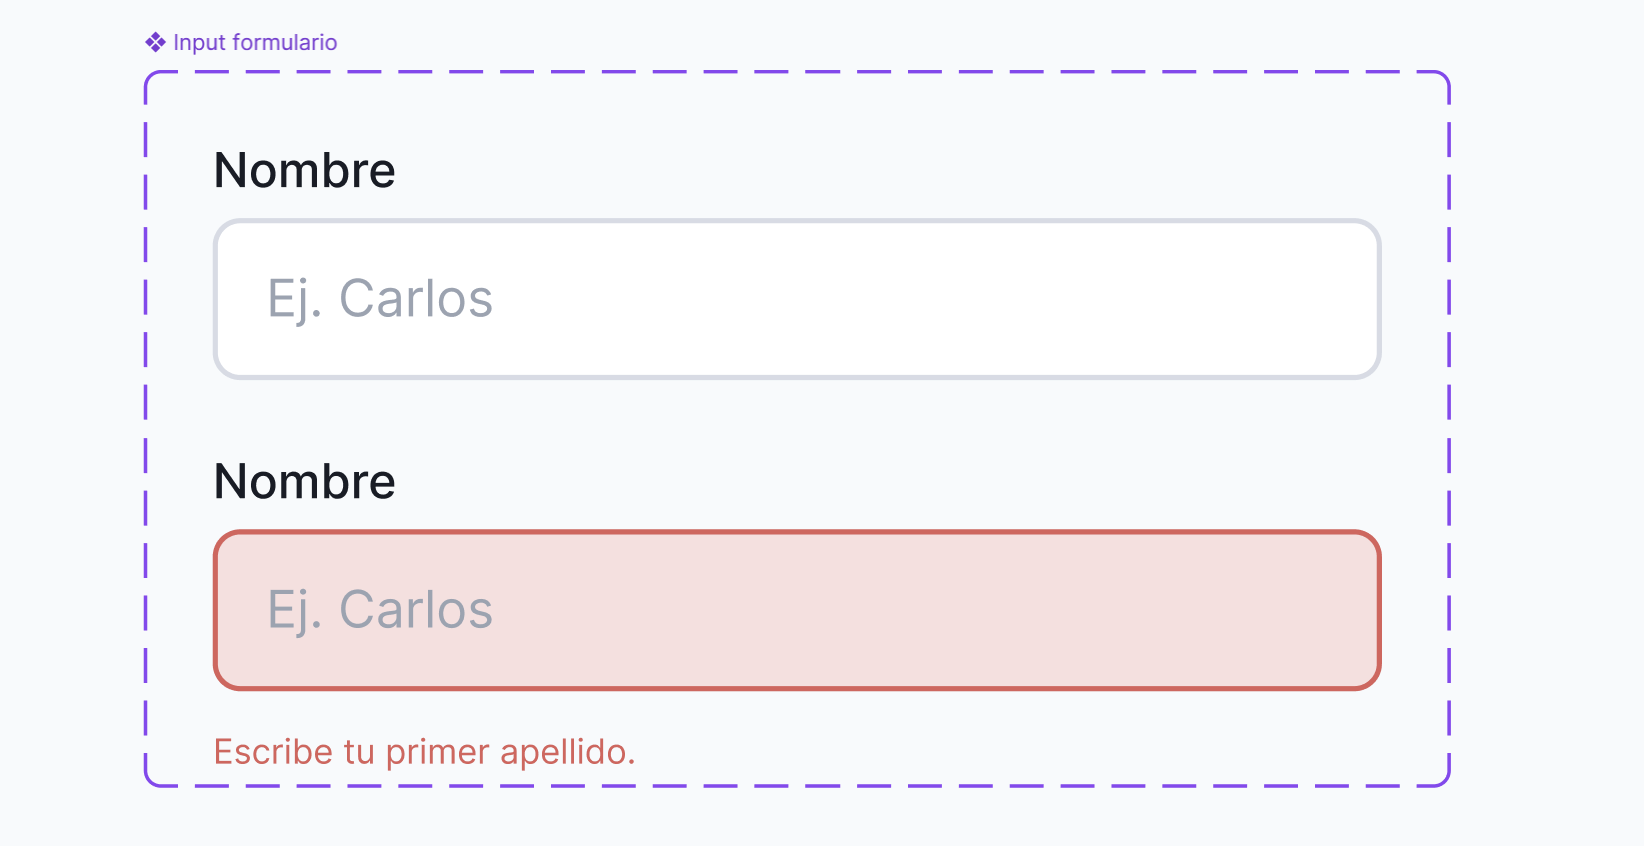 Input formulario
Nombre
Ej. Carlos
Nombre
Ej. Carlos
Escribe tu primer apellido.